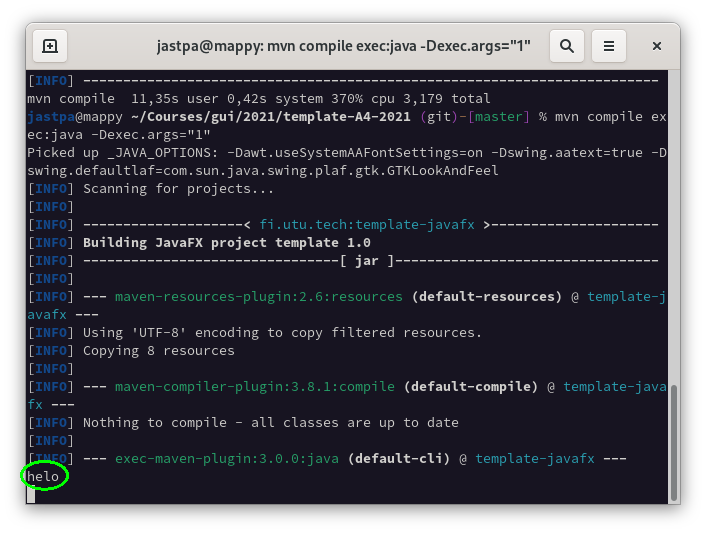 jastpa@mappy: mvn compile exec:java -Dexec.args="1"
[INFO] ------------------------------------------------------------------------
mvn compile  11,35s user 0,42s system 370% cpu 3,179 total
jastpa@mappy ~/Courses/gui/2021/template-A4-2021 (git)-[master] % mvn compile ex
ec:java -Dexec.args="1"
Picked up _JAVA_OPTIONS: -Dawt.useSystemAAFontSettings=on -Dswing.aatext=true -D
swing.defaultlaf=com.sun.java.swing.plaf.gtk.GTKLookAndFeel
[INFO] Scanning for projects...
[INFO]
[INFO] --------------------< fi.utu.tech:template-javafx >---------------------
[INFO] Building JavaFX project template 1.0
[INFO] --------------------------------[ jar ]---------------------------------
[INFO]
[INFO] --- maven-resources-plugin:2.6:resources (default-resources) @ template-j
avafx ---
[INFO] Using 'UTF-8' encoding to copy filtered resources.
[INFO] Copying 8 resources
[INFO]
[INFO] --- maven-compiler-plugin:3.8.1:compile (default-compile) @ template-java
fx ---
[INFO] Nothing to compile - all classes are up to date
[INFO]
[INFO] --- exec-maven-plugin:3.0.0:java (default-cli) @ template-javafx ---
helo